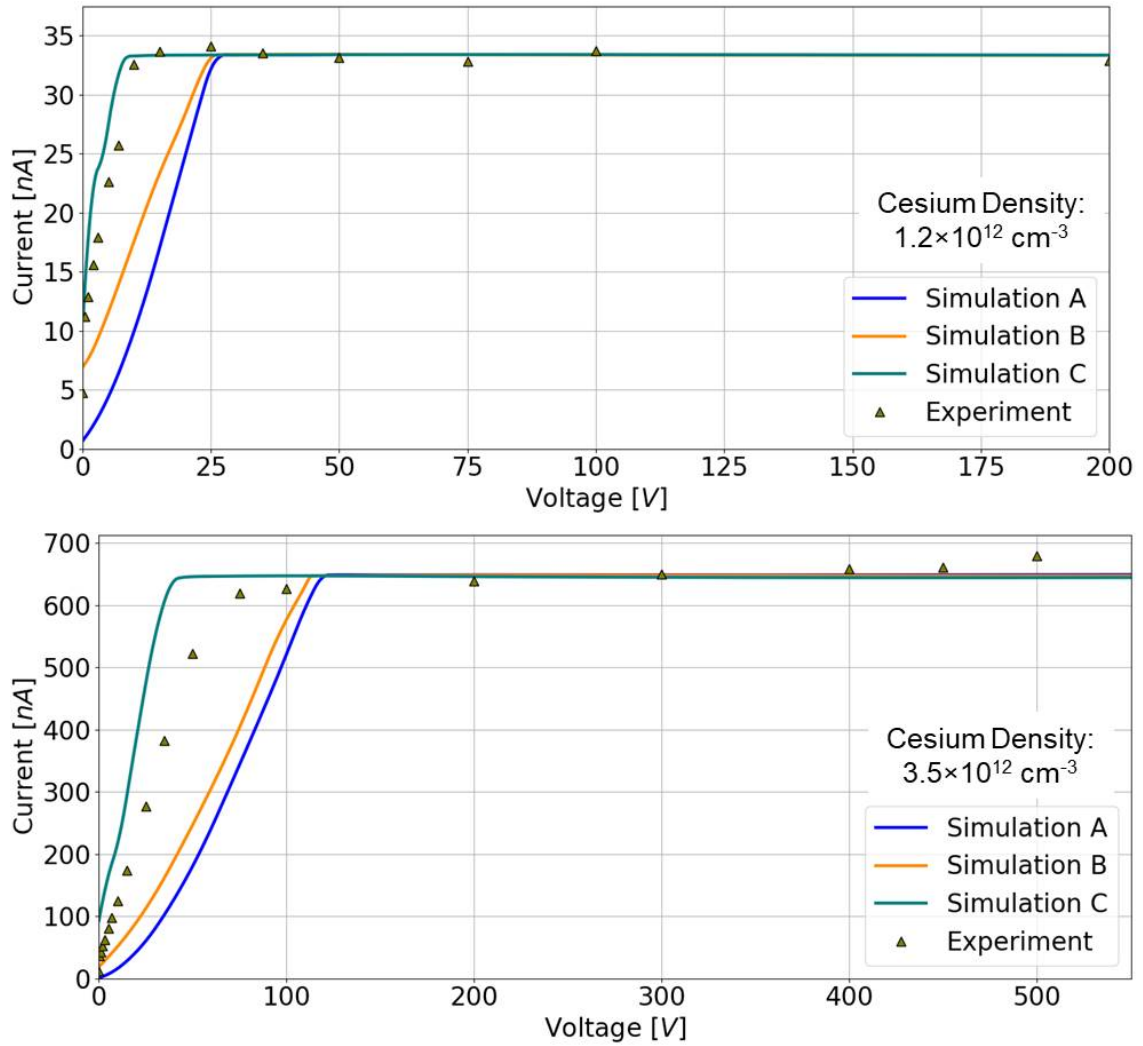 35
30
25
20
15
10
5
0
Current [nA]
0 25 50 75 100 125 150 175 200
Voltage [V]
Cesium Density:
1.2×10¹² cm⁻³
Simulation A
Simulation B
Simulation C
Experiment
700
600
500
400
300
200
100
0
Current [nA]
0 100 200 300 400 500
Voltage [V]
Cesium Density:
3.5×10¹² cm⁻³
Simulation A
Simulation B
Simulation C
Experiment